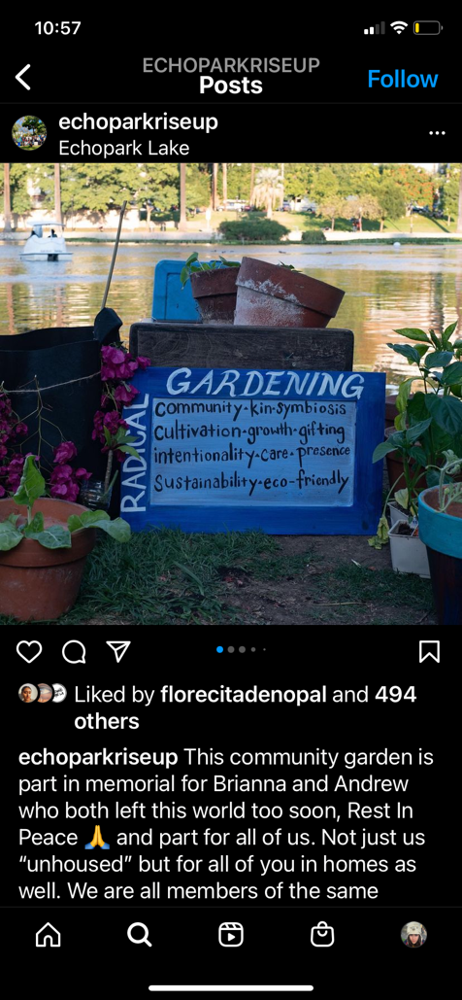 10:57
ECHOPARKRISEUP
Posts
Follow
echoparkriseup
Echopark Lake
RADICAL
GARDENING
community·kin·symbiosis
cultivation·growth·gifting
intentionality·care·presence
Sustainability·eco-friendly
Liked by florecitadenopal and 494
others
echoparkriseup This community garden is
part in memorial for Brianna and Andrew
who both left this world too soon, Rest In
Peace 🙏 and part for all of us. Not just us
“unhoused” but for all of you in homes as
well. We are all members of the same